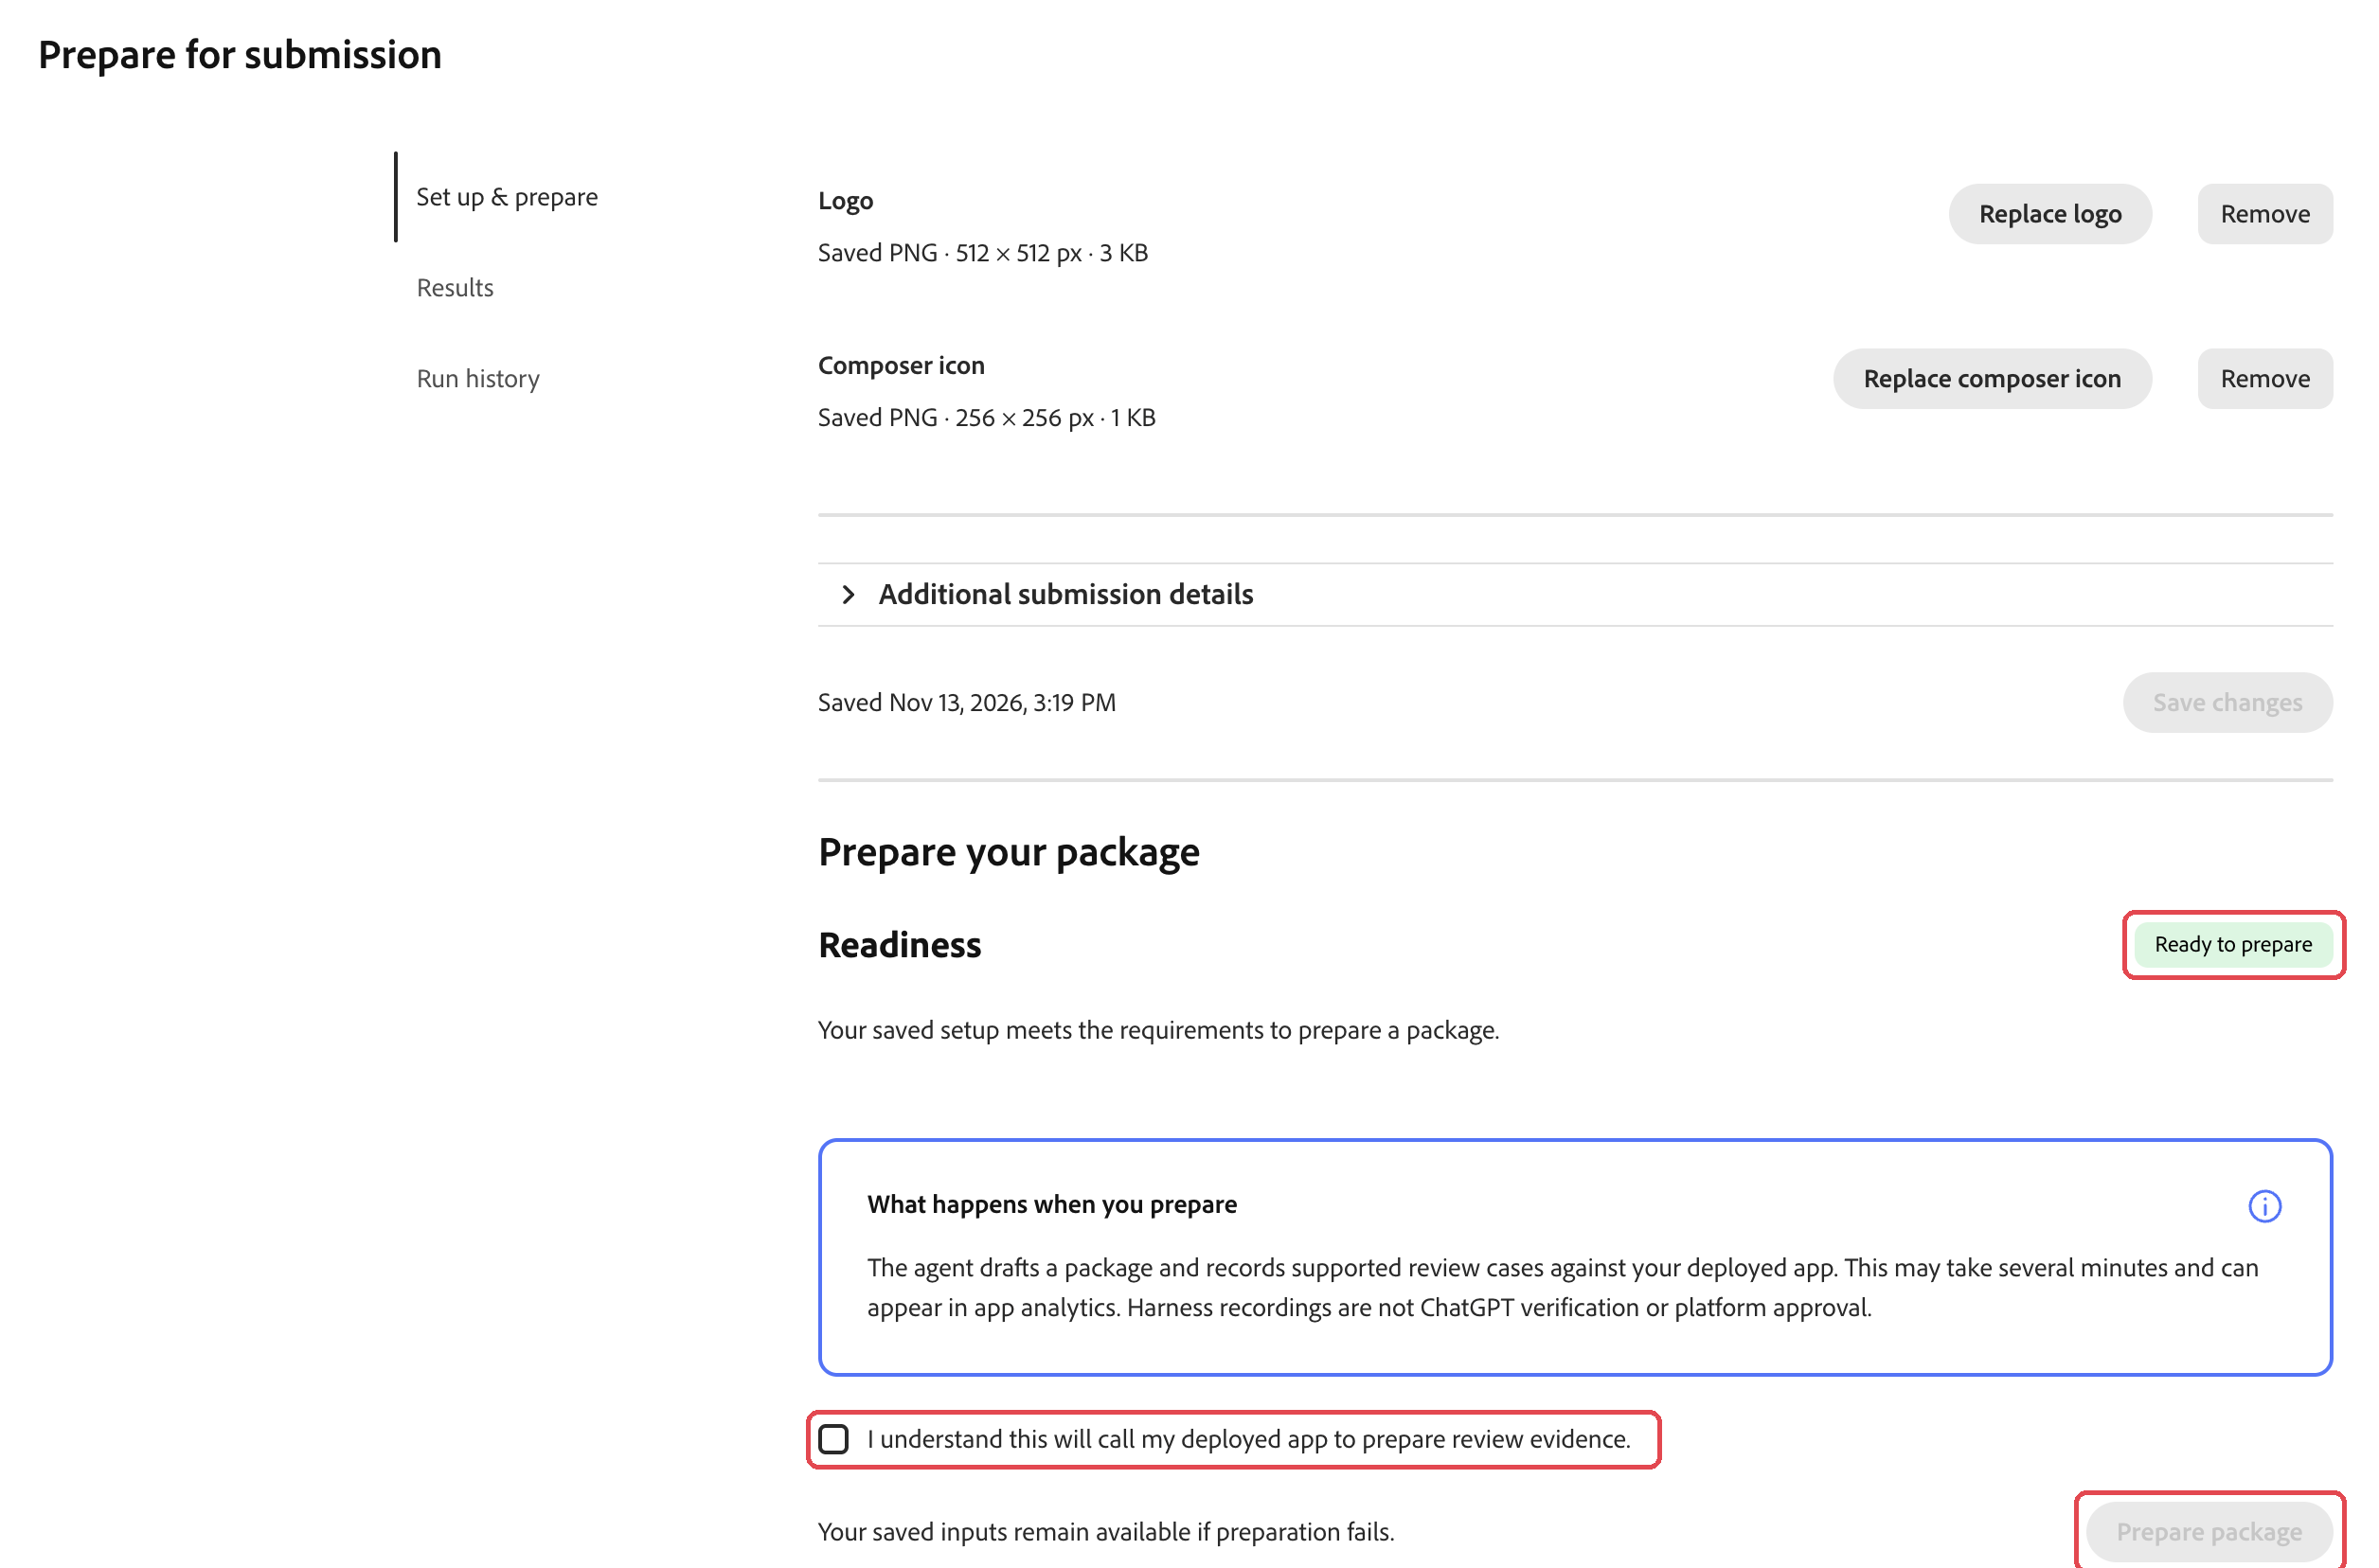 Prepare for submission
Set up & prepare
Results
Run history
Logo
Saved PNG · 512 × 512 px · 3 KB
Replace logo
Remove
Composer icon
Saved PNG · 256 × 256 px · 1 KB
Replace composer icon
Remove
Additional submission details
Saved Nov 13, 2026, 3:19 PM
Save changes
Prepare your package
Readiness
Ready to prepare
Your saved setup meets the requirements to prepare a package.
What happens when you prepare
The agent drafts a package and records supported review cases against your deployed app. This may take several minutes and can
appear in app analytics. Harness recordings are not ChatGPT verification or platform approval.
I understand this will call my deployed app to prepare review evidence.
Your saved inputs remain available if preparation fails.
Prepare package